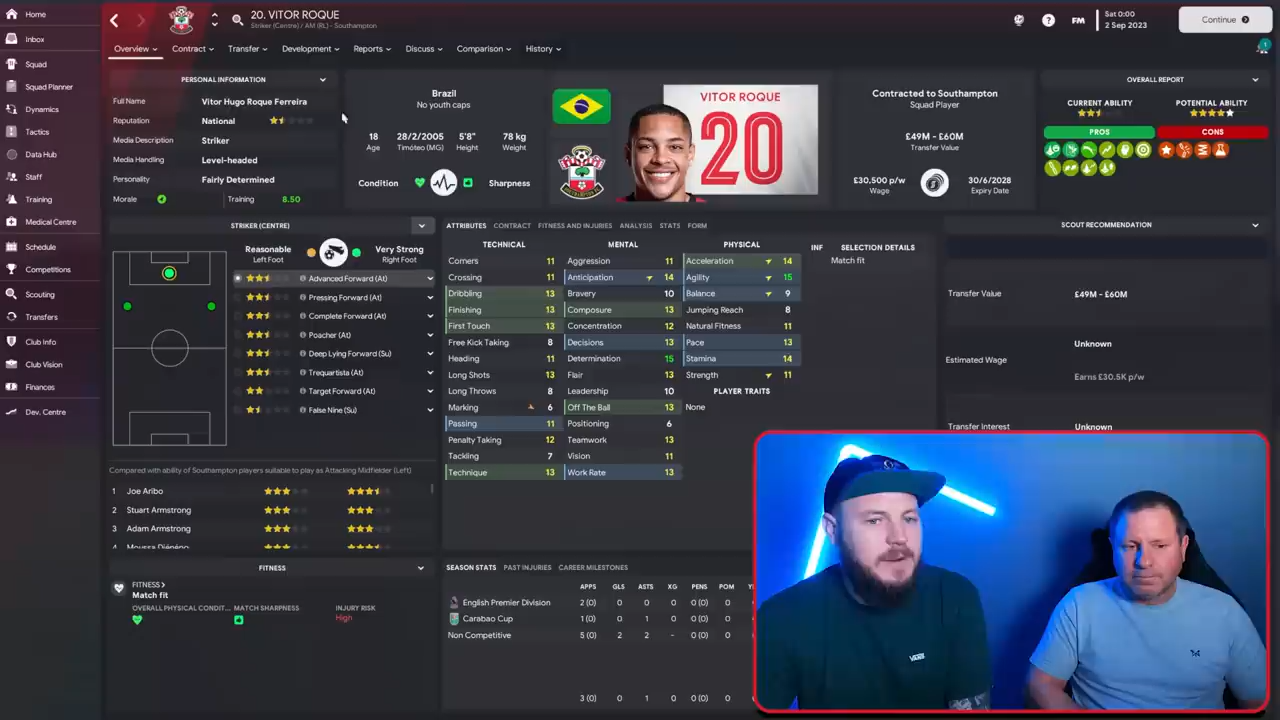 Home
Inbox
Squad
Squad Planner
Dynamics
Tactics
Data Hub
Staff
Training
Medical Centre
Schedule
Competitions
Scouting
Transfers
Club Info
Club Vision
Finances
Dev. Centre
20. VITOR ROQUE
Striker (Centre) / AM (RL) - Southampton
FM
Sat 0:00
2 Sep 2023
Continue
1
Overview
Contract
Transfer
Development
Reports
Discuss
Comparison
History
PERSONAL INFORMATION
Full Name Vitor Hugo Roque Ferreira
Reputation National
Media Description Striker
Media Handling Level-headed
Personality Fairly Determined
Morale Training 8.50
Brazil
No youth caps
18 28/2/2005 5'8" 78 kg
Age Timóteo (MG) Height Weight
Condition Sharpness
VITOR ROQUE
20
Contracted to Southampton
Squad Player
£49M - £60M
Transfer Value
£30,500 p/w 30/6/2028
Wage Expiry Date
OVERALL REPORT
CURRENT ABILITY POTENTIAL ABILITY
PROS CONS
STRIKER (CENTRE)
Reasonable Very Strong
Left Foot Right Foot
Advanced Forward (At)
Pressing Forward (At)
Complete Forward (At)
Poacher (At)
Deep Lying Forward (Su)
Trequartista (At)
Target Forward (At)
False Nine (Su)
Compared with ability of Southampton players suitable to play as Attacking Midfielder (Left)
1 Joe Aribo
2 Stuart Armstrong
3 Adam Armstrong
4 Moussa Djénépo
FITNESS
FITNESS >
Match fit
OVERALL PHYSICAL CONDIT... MATCH SHARPNESS INJURY RISK
High
ATTRIBUTES CONTRACT FITNESS AND INJURIES ANALYSIS STATS FORM
TECHNICAL MENTAL PHYSICAL
Corners 11 Aggression 11 Acceleration 14
Crossing 11 Anticipation 14 Agility 15
Dribbling 13 Bravery 10 Balance 9
Finishing 13 Composure 13 Jumping Reach 8
First Touch 13 Concentration 12 Natural Fitness 11
Free Kick Taking 8 Decisions 13 Pace 13
Heading 11 Determination 15 Stamina 14
Long Shots 13 Flair 13 Strength 11
Long Throws 8 Leadership 10 PLAYER TRAITS
Marking 6 Off The Ball 13 None
Passing 11 Positioning 6
Penalty Taking 12 Teamwork 13
Tackling 7 Vision 11
Technique 13 Work Rate 13
INF SELECTION DETAILS
Match fit
SCOUT RECOMMENDATION
Transfer Value £49M - £60M
Estimated Wage Unknown
Earns £30.5K p/w
Transfer Interest Unknown
SEASON STATS PAST INJURIES CAREER MILESTONES
APPS GLS ASTS XG PENS POM
English Premier Division 2 (0) 0 0 0 0 (0) 0
Carabao Cup 1 (0) 0 1 0 0 (0) 0
Non Competitive 5 (0) 2 2 - 0 (0) 0
3 (0) 0 1 0 0 (0) 0
VANS